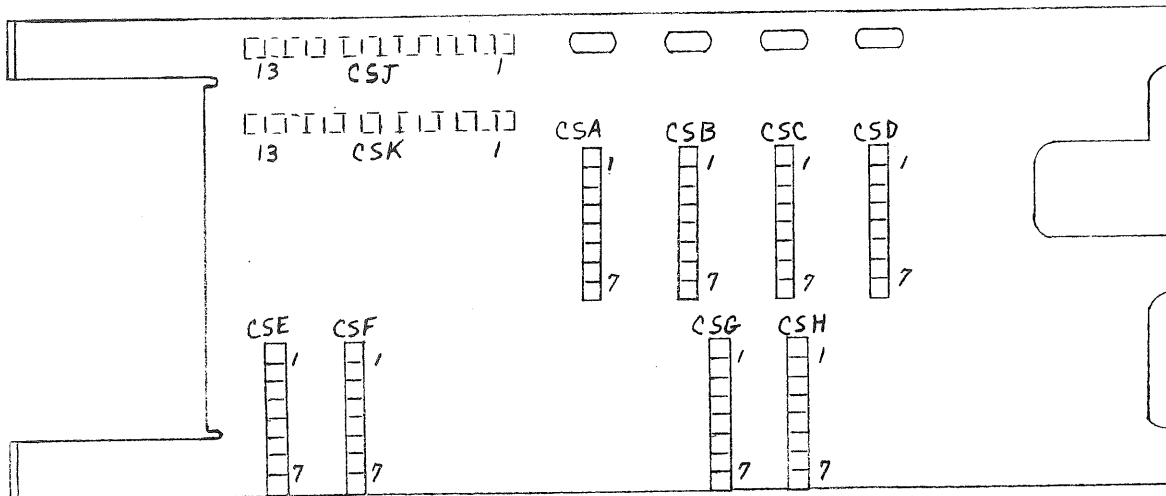 13 CSJ 1
13 CSK 1
CSA CSB CSC CSD
1 1 1 1
7 7 7 7
CSE CSF CSG CSH
1 1 1 1
7 7 7 7